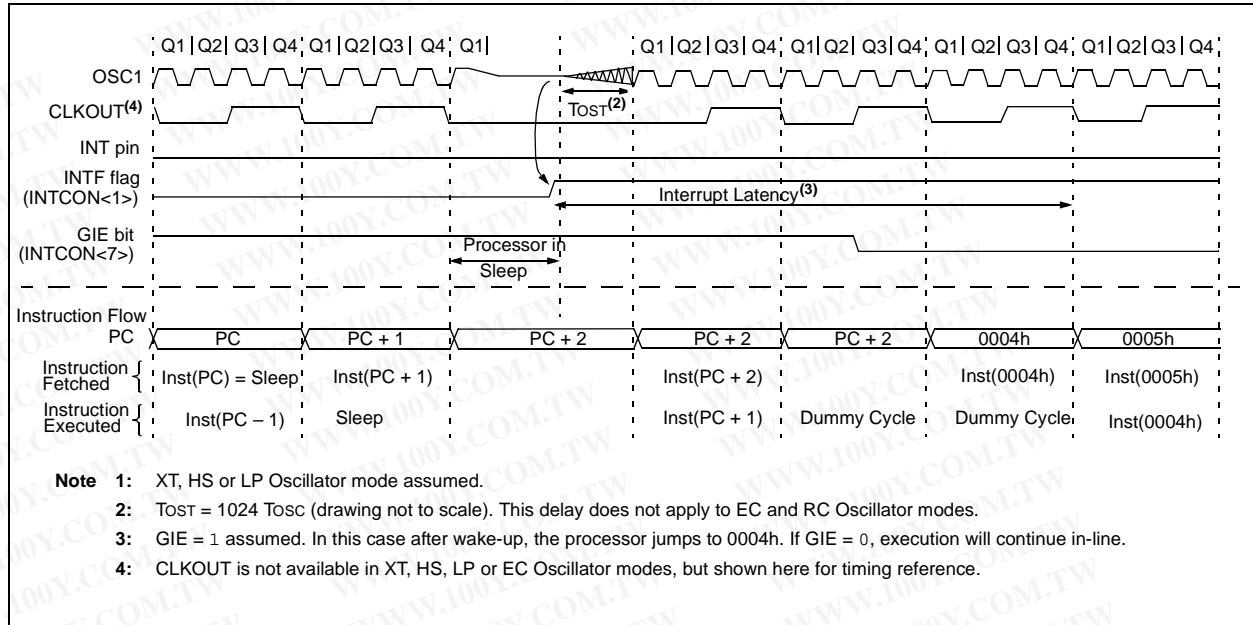 Q1 Q2 Q3 Q4 Q1 Q2 Q3 Q4 Q1 Q1 Q2 Q3 Q4 Q1 Q2 Q3 Q4 Q1 Q2 Q3 Q4 Q1 Q2 Q3 Q4
OSC1
CLKOUT(4)
TOST(2)
INT pin
INTF flag
(INTCON<1>)
Interrupt Latency(3)
GIE bit
(INTCON<7>)
Processor in
Sleep
Instruction Flow
PC PC PC + 1 PC + 2 PC + 2 PC + 2 0004h 0005h
Instruction
Fetched
Inst(PC) = Sleep Inst(PC + 1) Inst(PC + 2) Inst(0004h) Inst(0005h)
Instruction
Executed
Inst(PC – 1) Sleep Inst(PC + 1) Dummy Cycle Dummy Cycle Inst(0004h)
Note 1: XT, HS or LP Oscillator mode assumed.
2: TOST = 1024 TOSC (drawing not to scale). This delay does not apply to EC and RC Oscillator modes.
3: GIE = 1 assumed. In this case after wake-up, the processor jumps to 0004h. If GIE = 0, execution will continue in-line.
4: CLKOUT is not available in XT, HS, LP or EC Oscillator modes, but shown here for timing reference.
WWW.100Y.COM.TW